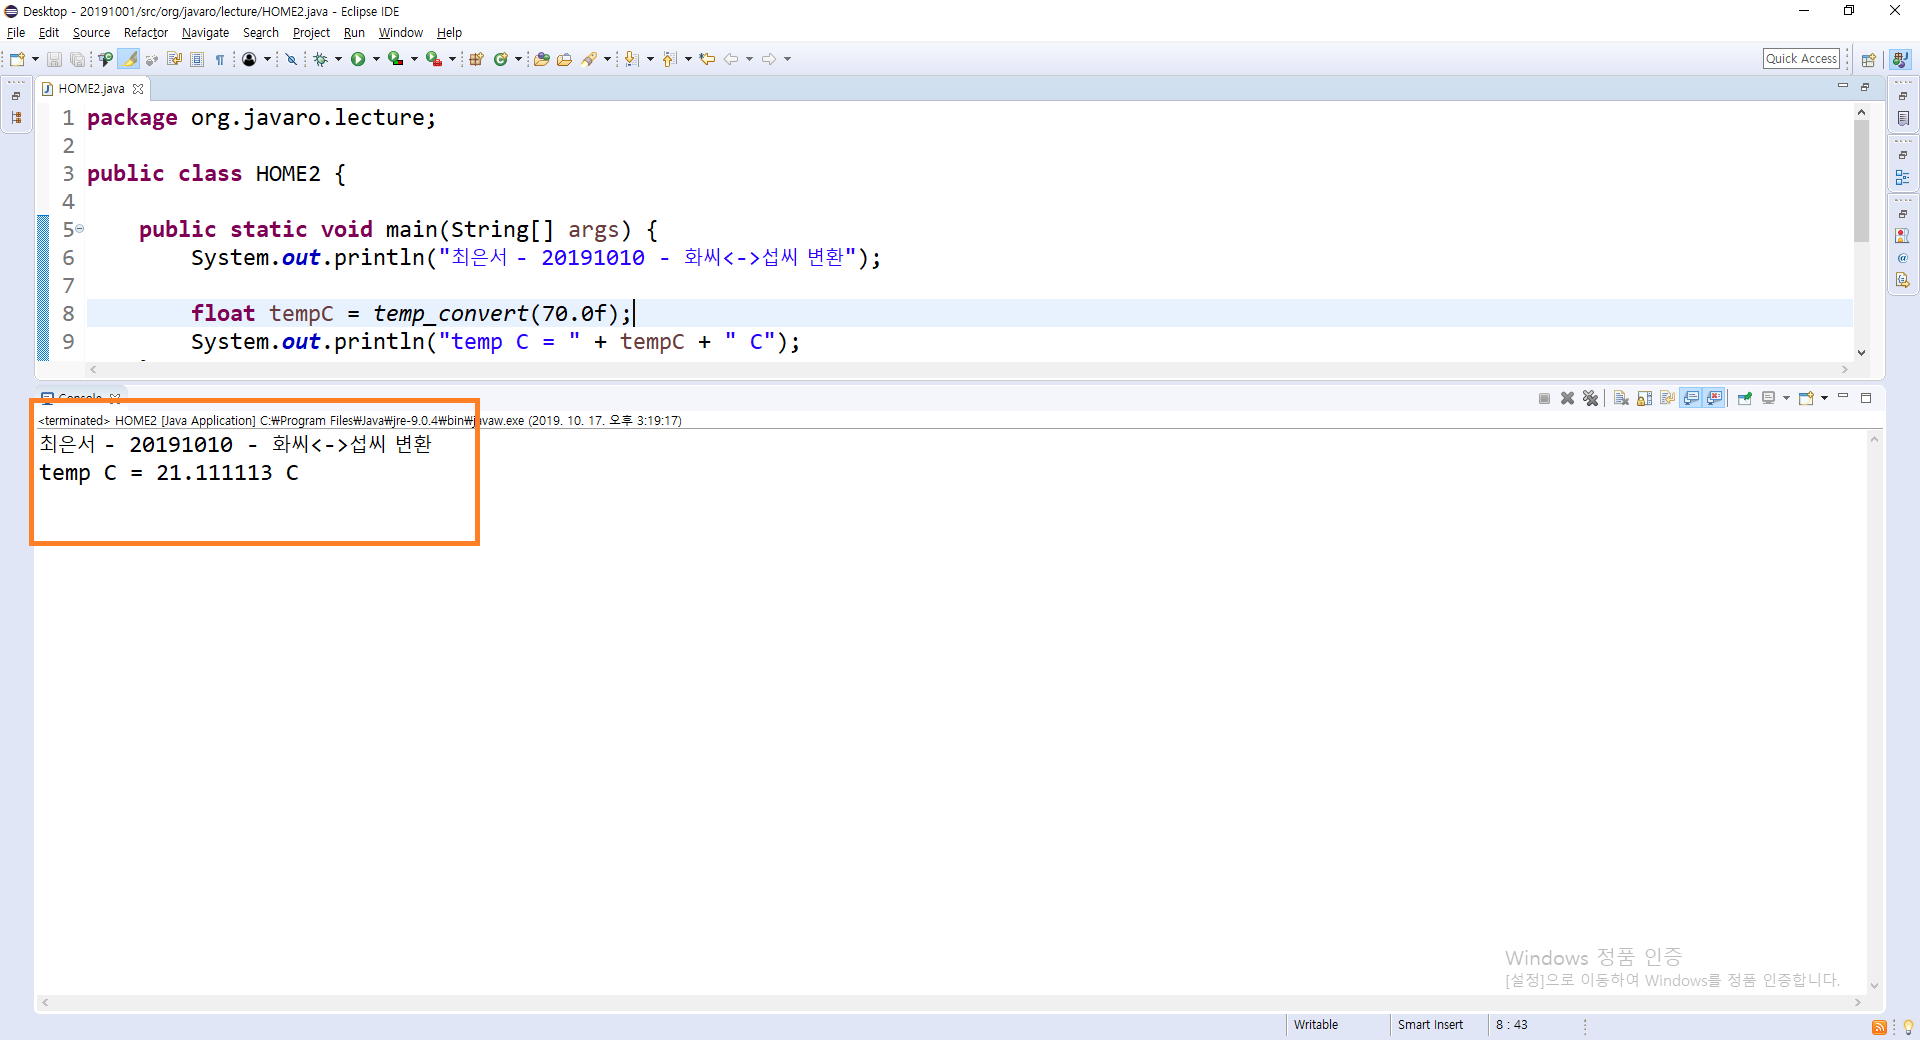 Desktop - 20191001/src/org/javaro/lecture/HOME2.java - Eclipse IDE
File Edit Source Refactor Navigate Search Project Run Window Help
Quick Access
HOME2.java
1 package org.javaro.lecture;
2
3 public class HOME2 {
4
5 public static void main(String[] args) {
6 System.out.println("최은서 - 20191010 - 화씨<->섭씨 변환");
7
8 float tempC = temp_convert(70.0f);
9 System.out.println("temp C = " + tempC + " C");
Console
<terminated> HOME2 [Java Application] C:₩Program Files₩Java₩jre-9.0.4₩bin₩javaw.exe (2019. 10. 17. 오후 3:19:17)
최은서 - 20191010 - 화씨<->섭씨 변환
temp C = 21.111113 C
Windows 정품 인증
[설정]으로 이동하여 Windows를 정품 인증합니다.
Writable Smart Insert 8 : 43